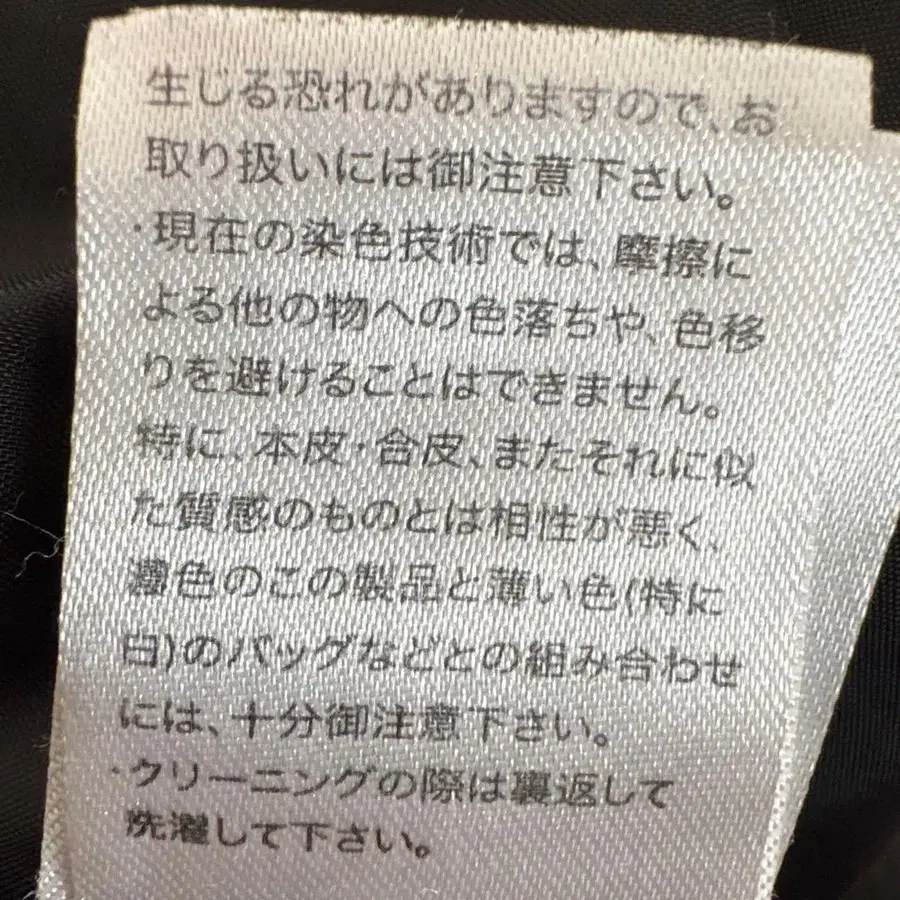 生じる恐れがありますので、お
取り扱いには御注意下さい。
・現在の染色技術では、摩擦に
よる他の物への色落ちや、色移
りを避けることはできません。
特に、本皮・合皮、またそれに似
た質感のものとは相性が悪く、
濃色のこの製品と薄い色(特に
白)のバッグなどとの組み合わせ
には、十分御注意下さい。
・クリーニングの際は裏返して
洗濯して下さい。